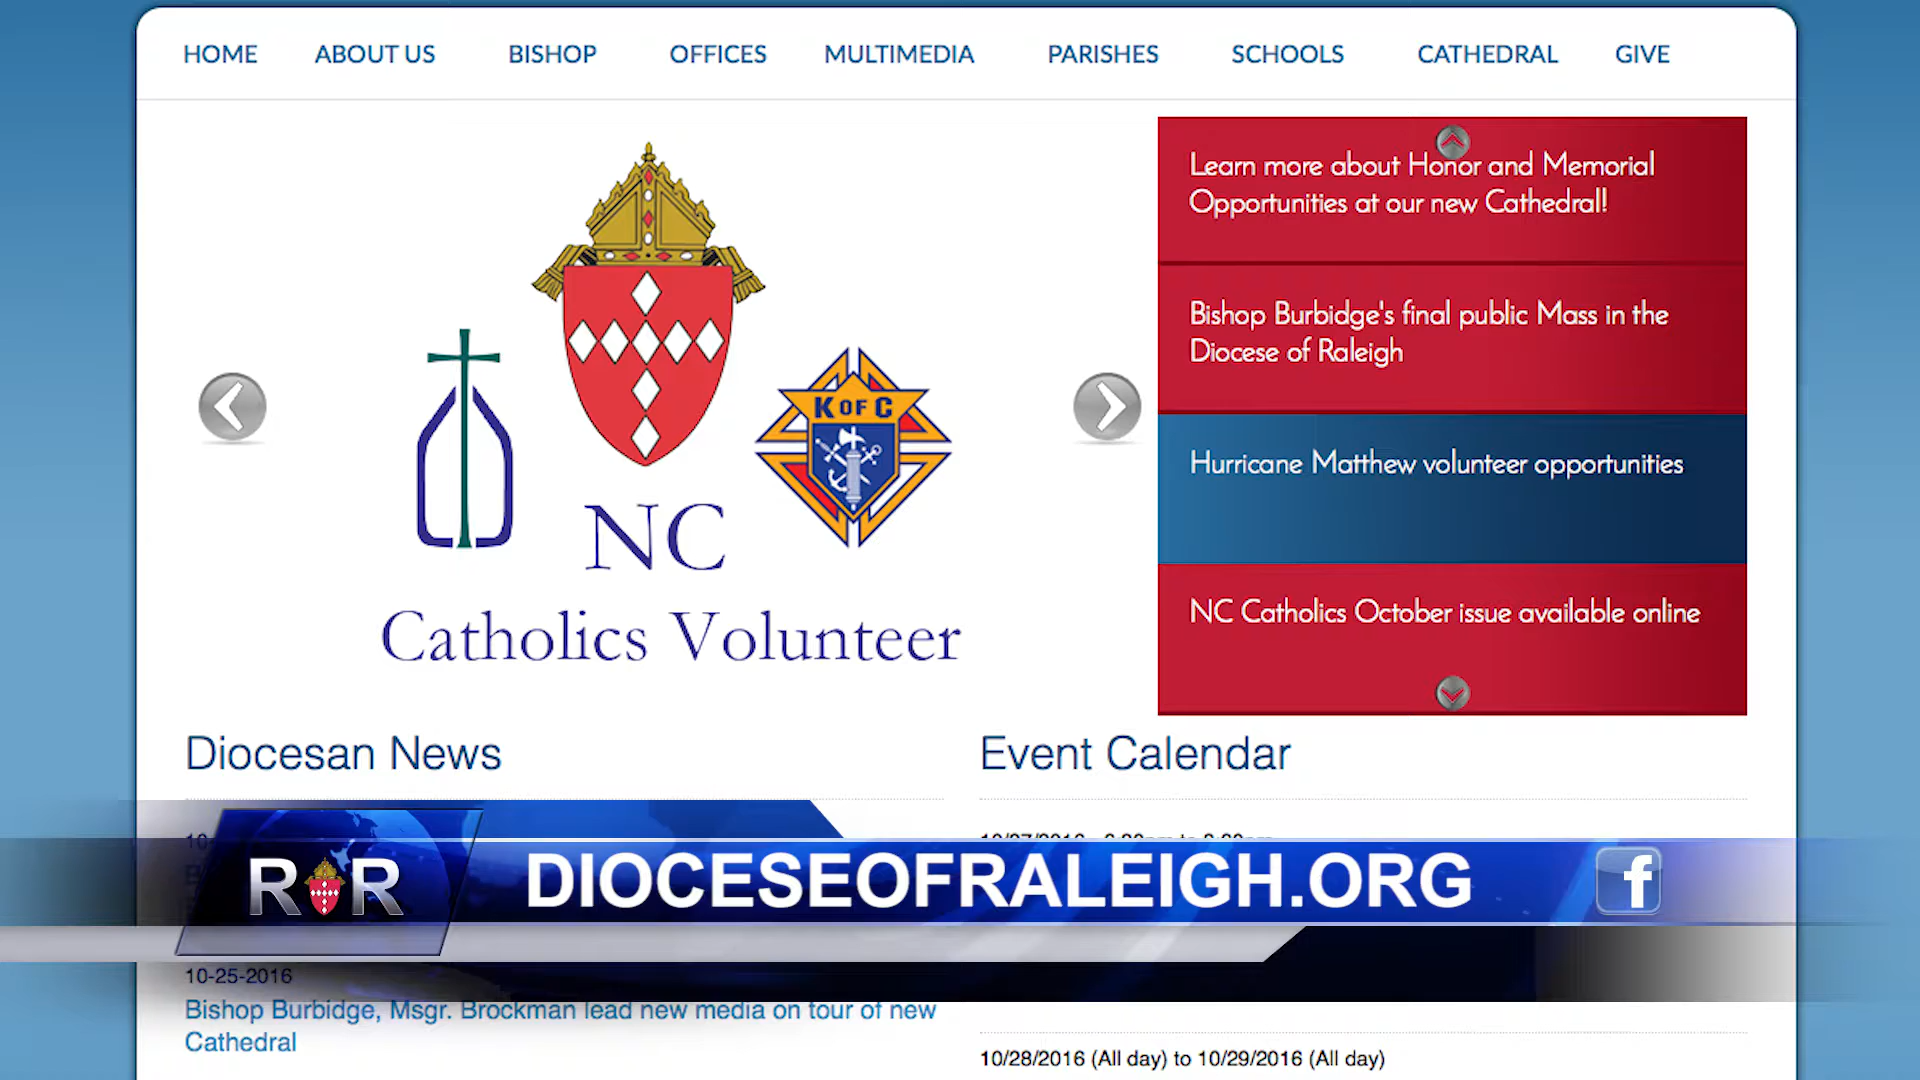 HOME ABOUT US BISHOP OFFICES MULTIMEDIA PARISHES SCHOOLS CATHEDRAL GIVE
Learn more about Honor and Memorial
Opportunities at our new Cathedral!
Bishop Burbidge's final public Mass in the
Diocese of Raleigh
Hurricane Matthew volunteer opportunities
NC Catholics October issue available online
K OF C
NC
Catholics Volunteer
Diocesan News
Event Calendar
R R
DIOCESEOFRALEIGH.ORG
f
10-25-2016
Bishop Burbidge, Msgr. Brockman lead new media on tour of new
Cathedral
10/28/2016 (All day) to 10/29/2016 (All day)